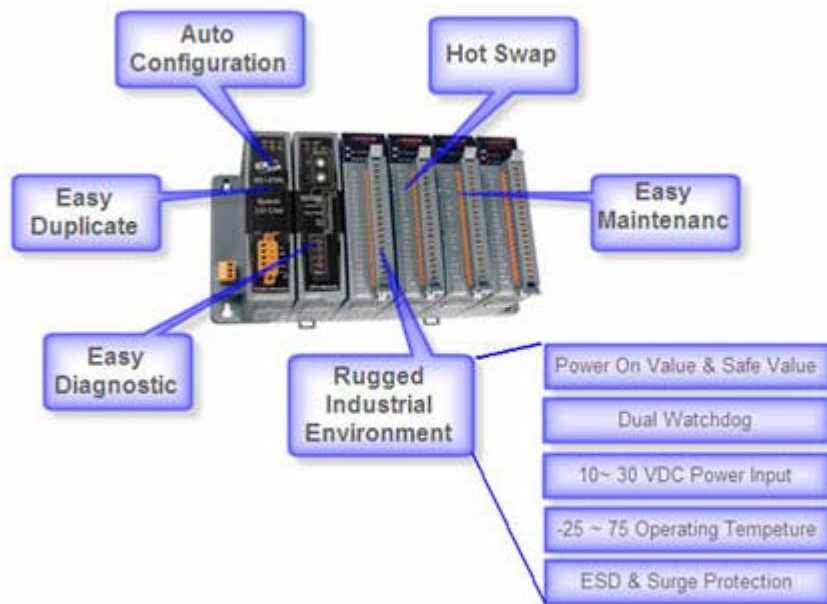 Auto
Configuration
Hot Swap
Easy
Duplicate
Easy
Maintenanc
Easy
Diagnostic
Rugged
Industrial
Environment
Power On Value & Safe Value
Dual Watchdog
10~ 30 VDC Power Input
-25 ~ 75 Operating Tempeture
ESD & Surge Protection